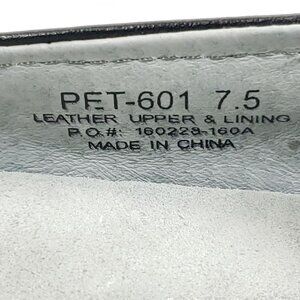 PET-601 7.5
LEATHER UPPER & LINING
P.O.#: 160228-160A
MADE IN CHINA